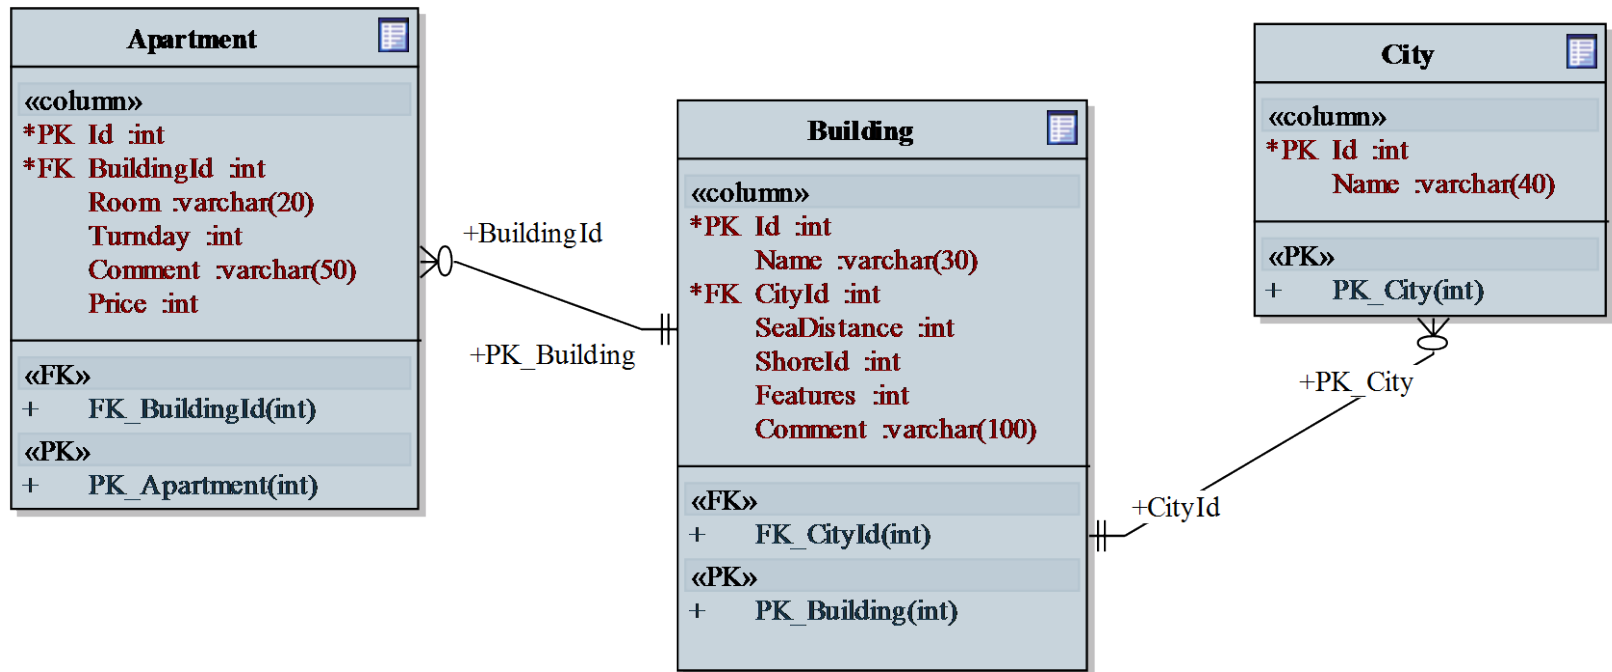 Apartment
«column»
*PK Id :int
*FK BuildingId :int
Room :varchar(20)
Turnday :int
Comment :varchar(50)
Price :int
«FK»
+ FK_BuildingId(int)
«PK»
+ PK_Apartment(int)
+BuildingId
+PK_Building
Building
«column»
*PK Id :int
Name :varchar(30)
*FK CityId :int
SeaDistance :int
ShoreId :int
Features :int
Comment :varchar(100)
«FK»
+ FK_CityId(int)
«PK»
+ PK_Building(int)
City
«column»
*PK Id :int
Name :varchar(40)
«PK»
+ PK_City(int)
+PK_City
+CityId